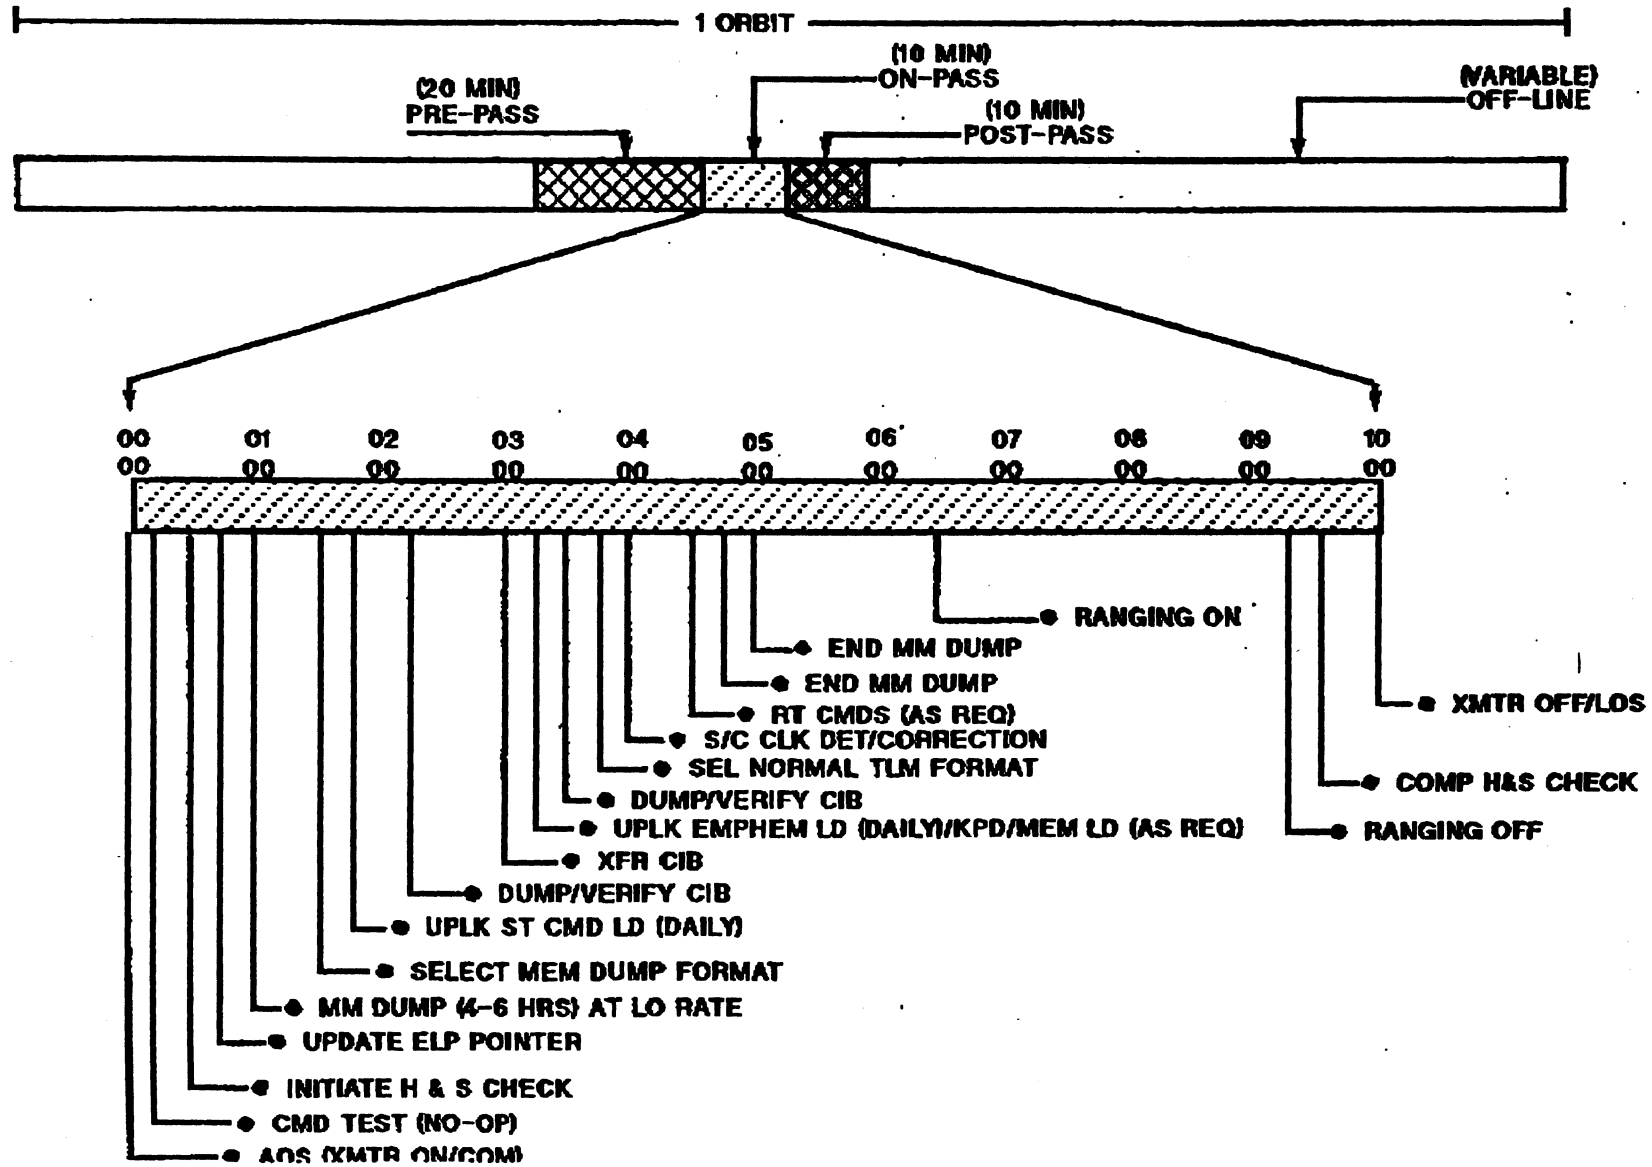 1 ORBIT
(10 MIN)
ON-PASS
(VARIABLE)
OFF-LINE
(20 MIN)
PRE-PASS
(10 MIN)
POST-PASS
00 01 02 03 04 05 06 07 08 09 10
00 00 00 00 00 00 00 00 00 00 00
RANGING ON
END MM DUMP
END MM DUMP
XMTR OFF/LOS
RT CMDS (AS REQ)
S/C CLK DET/CORRECTION
SEL NORMAL TLM FORMAT
COMP H&S CHECK
DUMP/VERIFY CIB
UPLK EMPHEM LD (DAILY)/KPD/MEM LD (AS REQ)
RANGING OFF
XFR CIB
DUMP/VERIFY CIB
UPLK ST CMD LD (DAILY)
SELECT MEM DUMP FORMAT
MM DUMP (4-6 HRS) AT LO RATE
UPDATE ELP POINTER
INITIATE H & S CHECK
CMD TEST (NO-OP)
AOS (XMTR ON/COM)